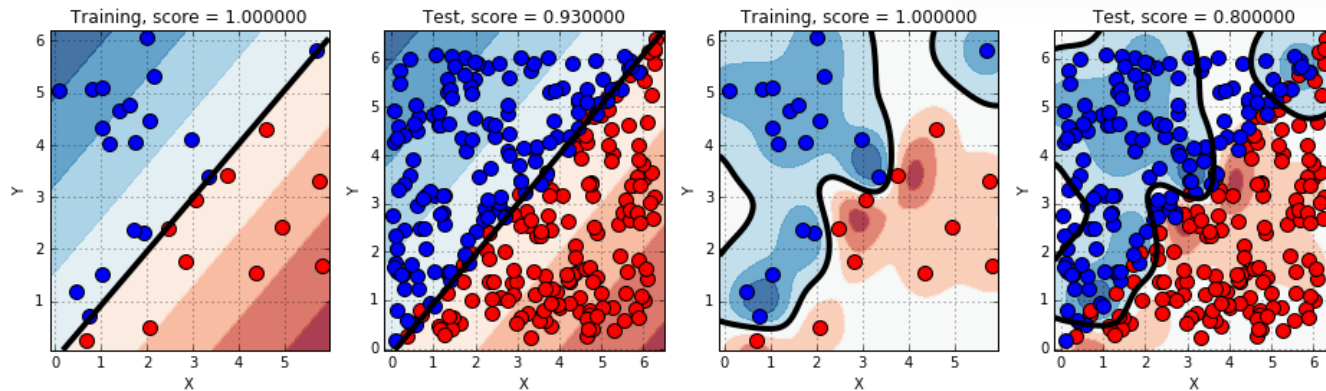 Training, score = 1.000000
6
5
4
3
2
1
Y
0 1 2 3 4 5
X
Test, score = 0.930000
6
5
4
3
2
1
0
Y
0 1 2 3 4 5 6
X
Training, score = 1.000000
6
5
4
3
2
1
Y
0 1 2 3 4 5
X
Test, score = 0.800000
6
5
4
3
2
1
0
Y
0 1 2 3 4 5 6
X